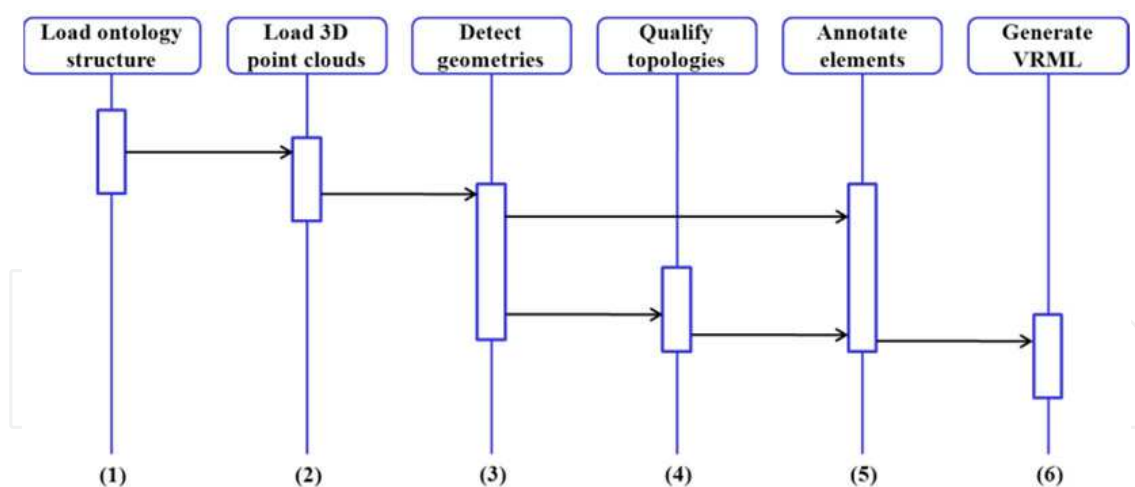 Load ontology
structure
Load 3D
point clouds
Detect
geometries
Qualify
topologies
Annotate
elements
Generate
VRML
(1)
(2)
(3)
(4)
(5)
(6)